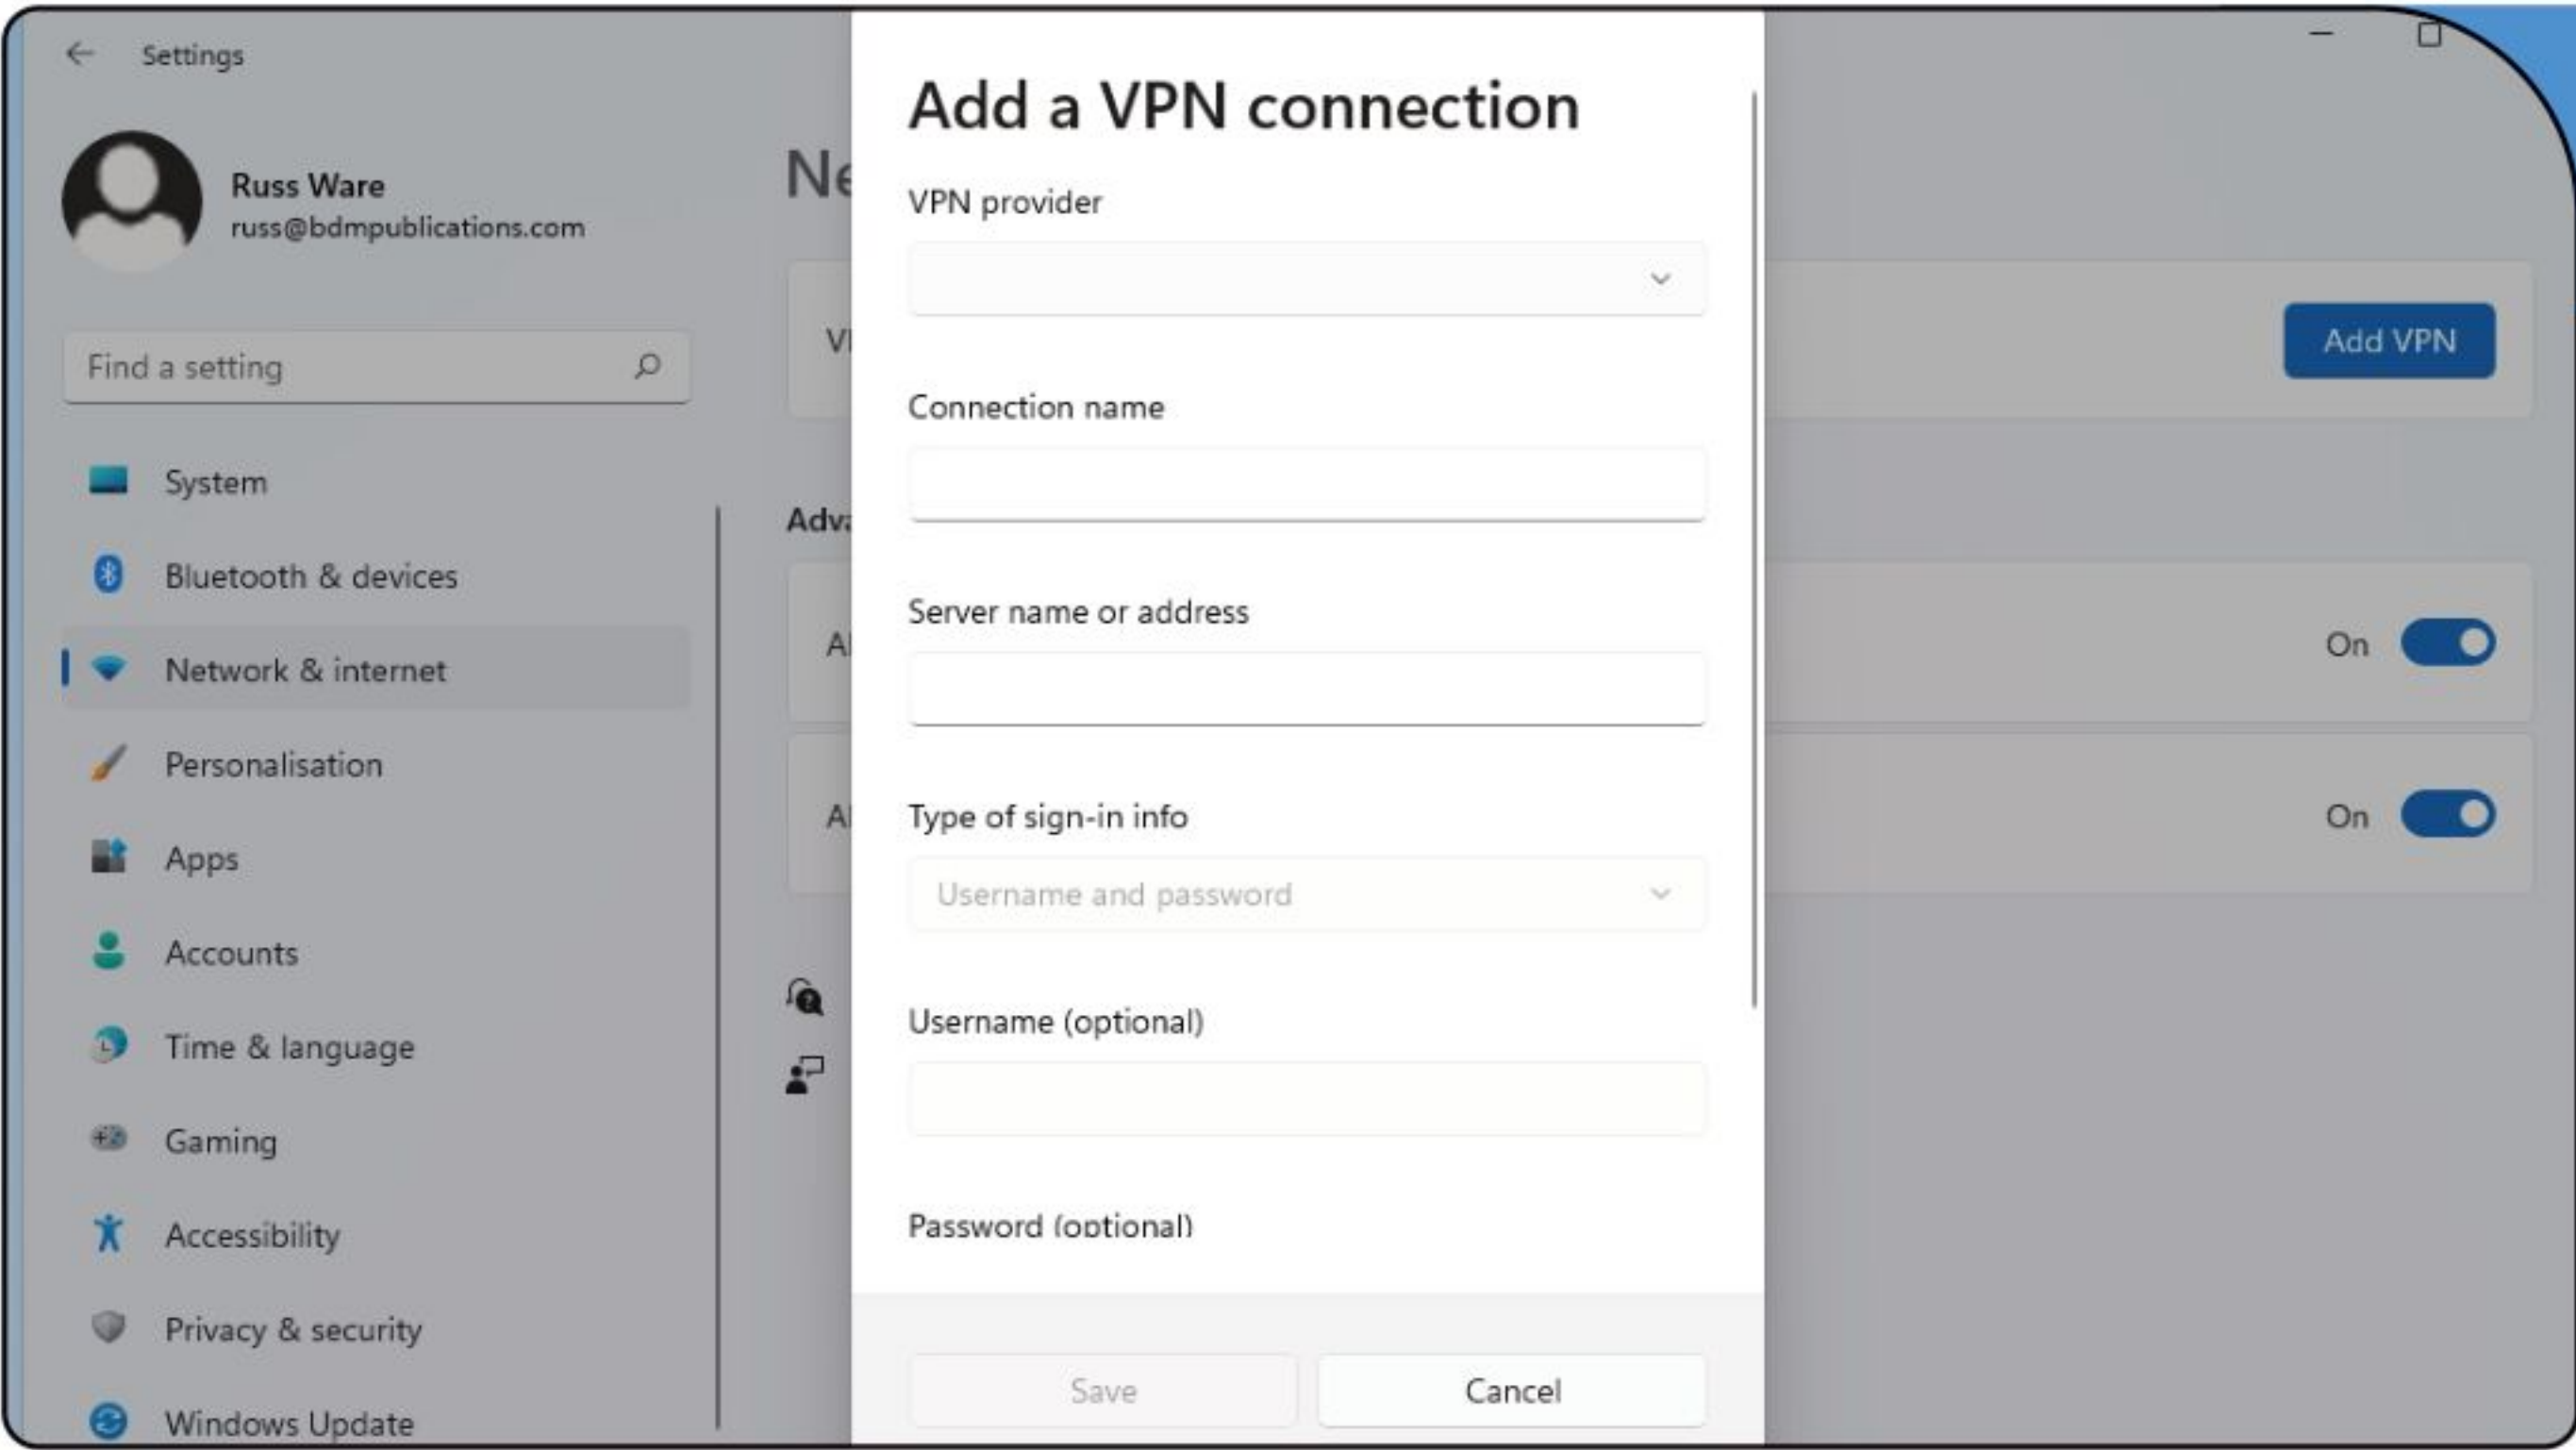 Settings
Russ Ware
russ@bdmpublications.com
Find a setting
System
Bluetooth & devices
Network & internet
Personalisation
Apps
Accounts
Time & language
Gaming
Accessibility
Privacy & security
Windows Update
Add a VPN connection
VPN provider
Connection name
Server name or address
Type of sign-in info
Username and password
Username (optional)
Password (optional)
Save
Cancel
Add VPN
On
On